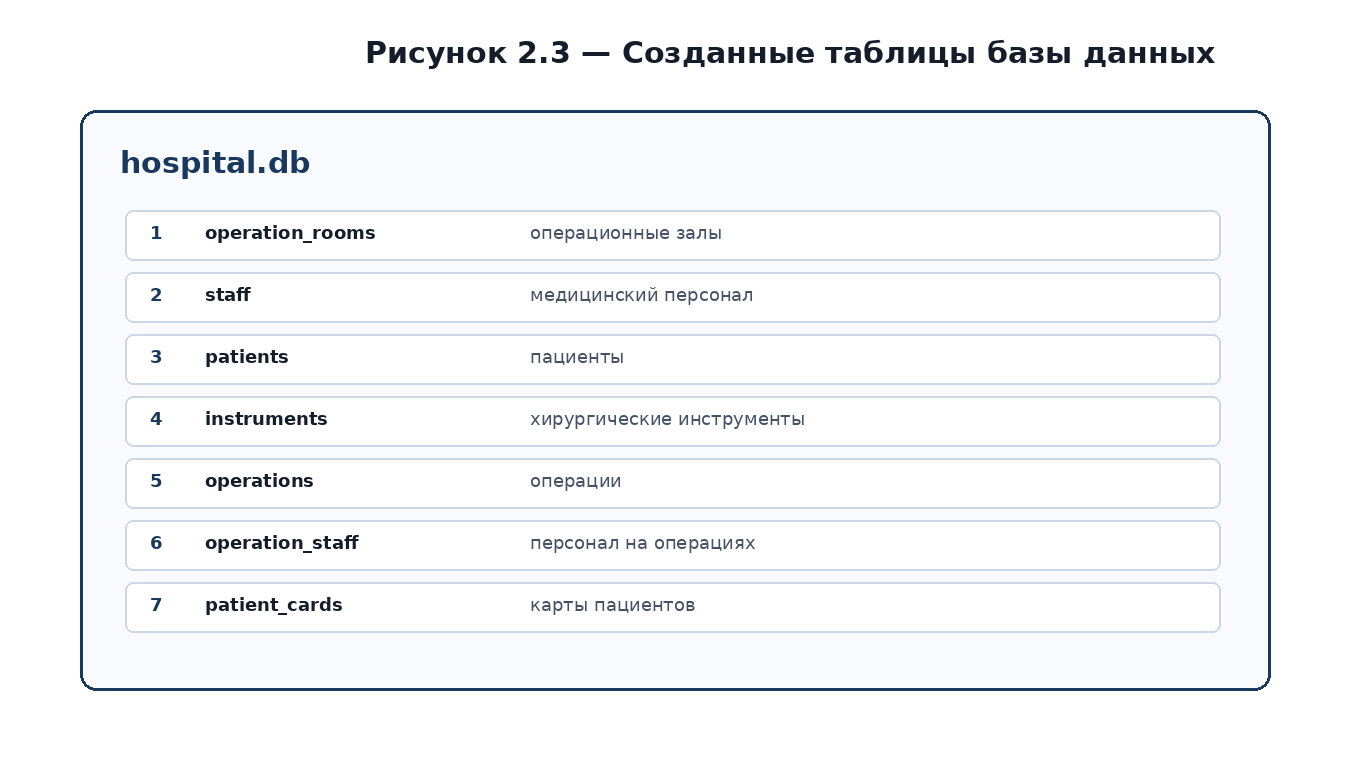 Рисунок 2.3 — Созданные таблицы базы данных
hospital.db
1 operation_rooms операционные залы
2 staff медицинский персонал
3 patients пациенты
4 instruments хирургические инструменты
5 operations операции
6 operation_staff персонал на операциях
7 patient_cards карты пациентов